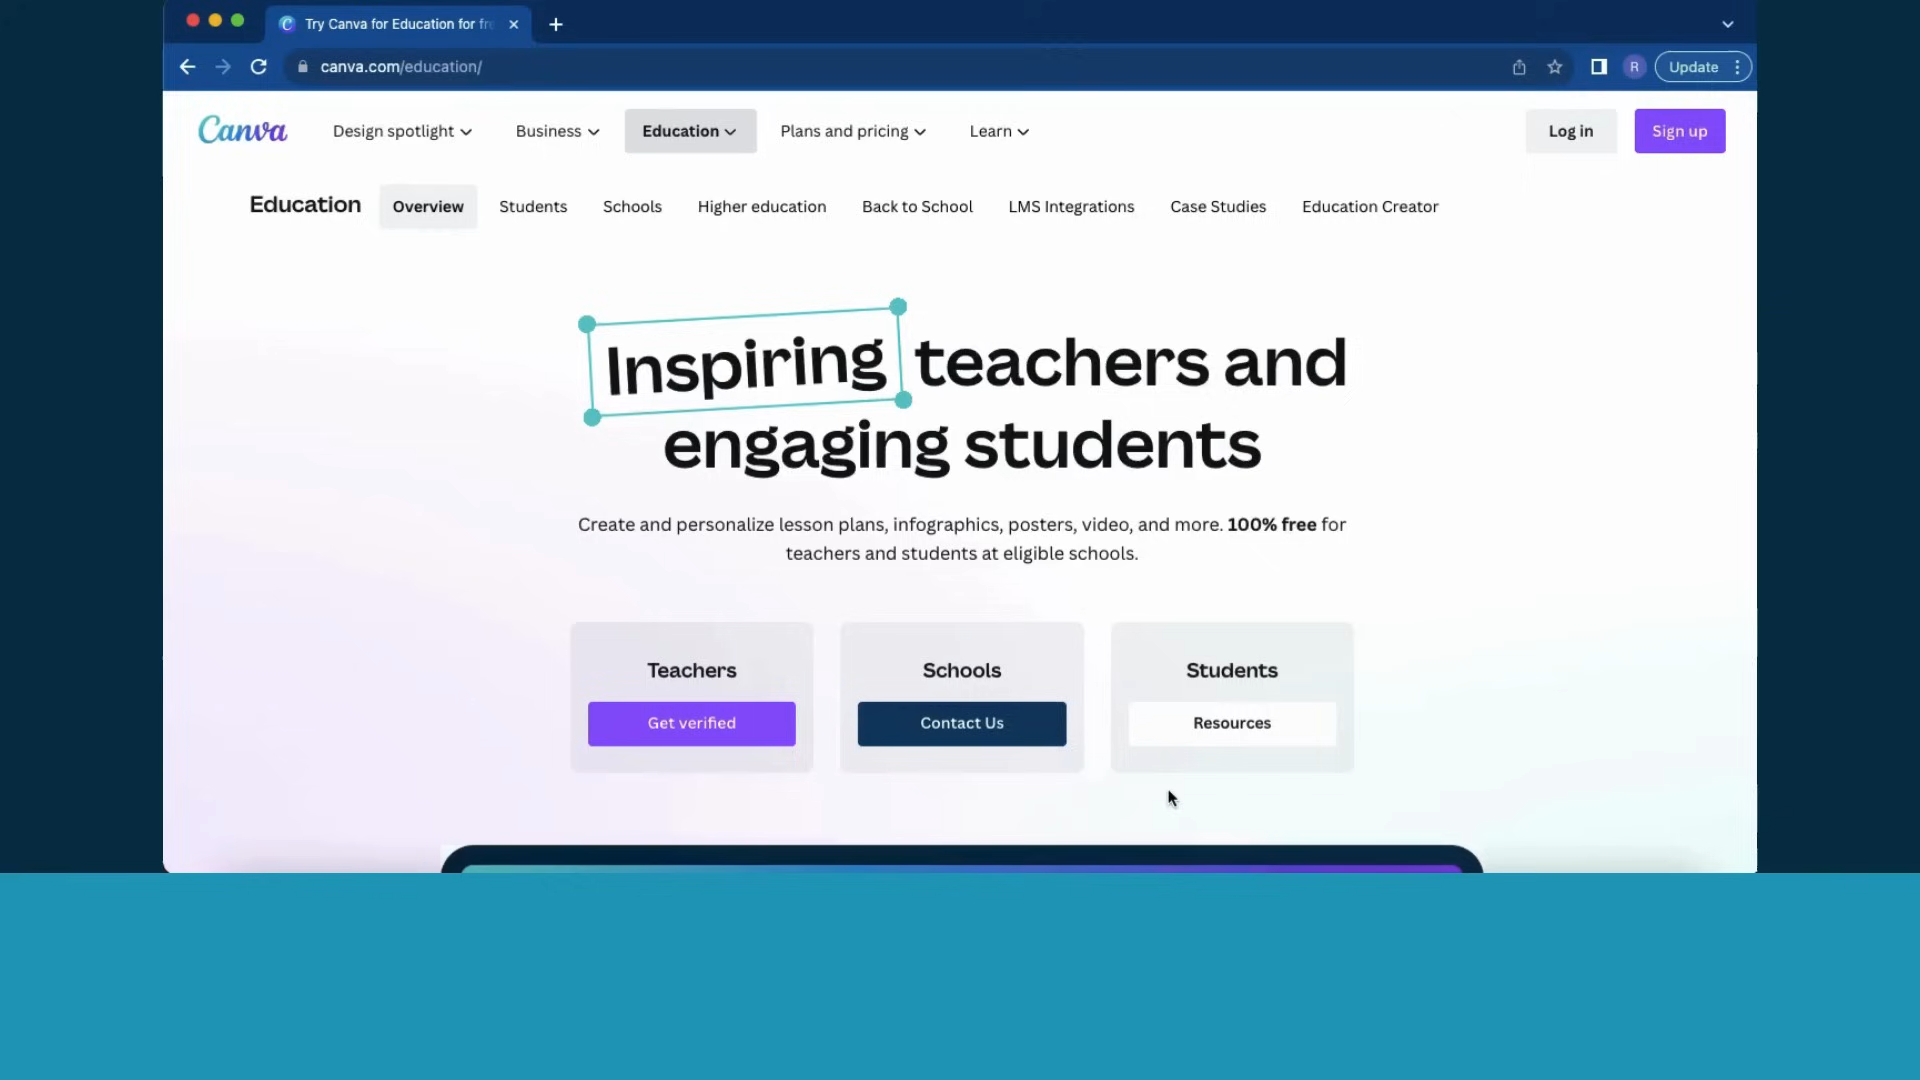 Try Canva for Education for fre
canva.com/education/
R
Update
Canva
Design spotlight
Business
Education
Plans and pricing
Learn
Log in
Sign up
Education
Overview
Students
Schools
Higher education
Back to School
LMS Integrations
Case Studies
Education Creator
Inspiring teachers and
engaging students
Create and personalize lesson plans, infographics, posters, video, and more. 100% free for
teachers and students at eligible schools.
Teachers
Get verified
Schools
Contact Us
Students
Resources